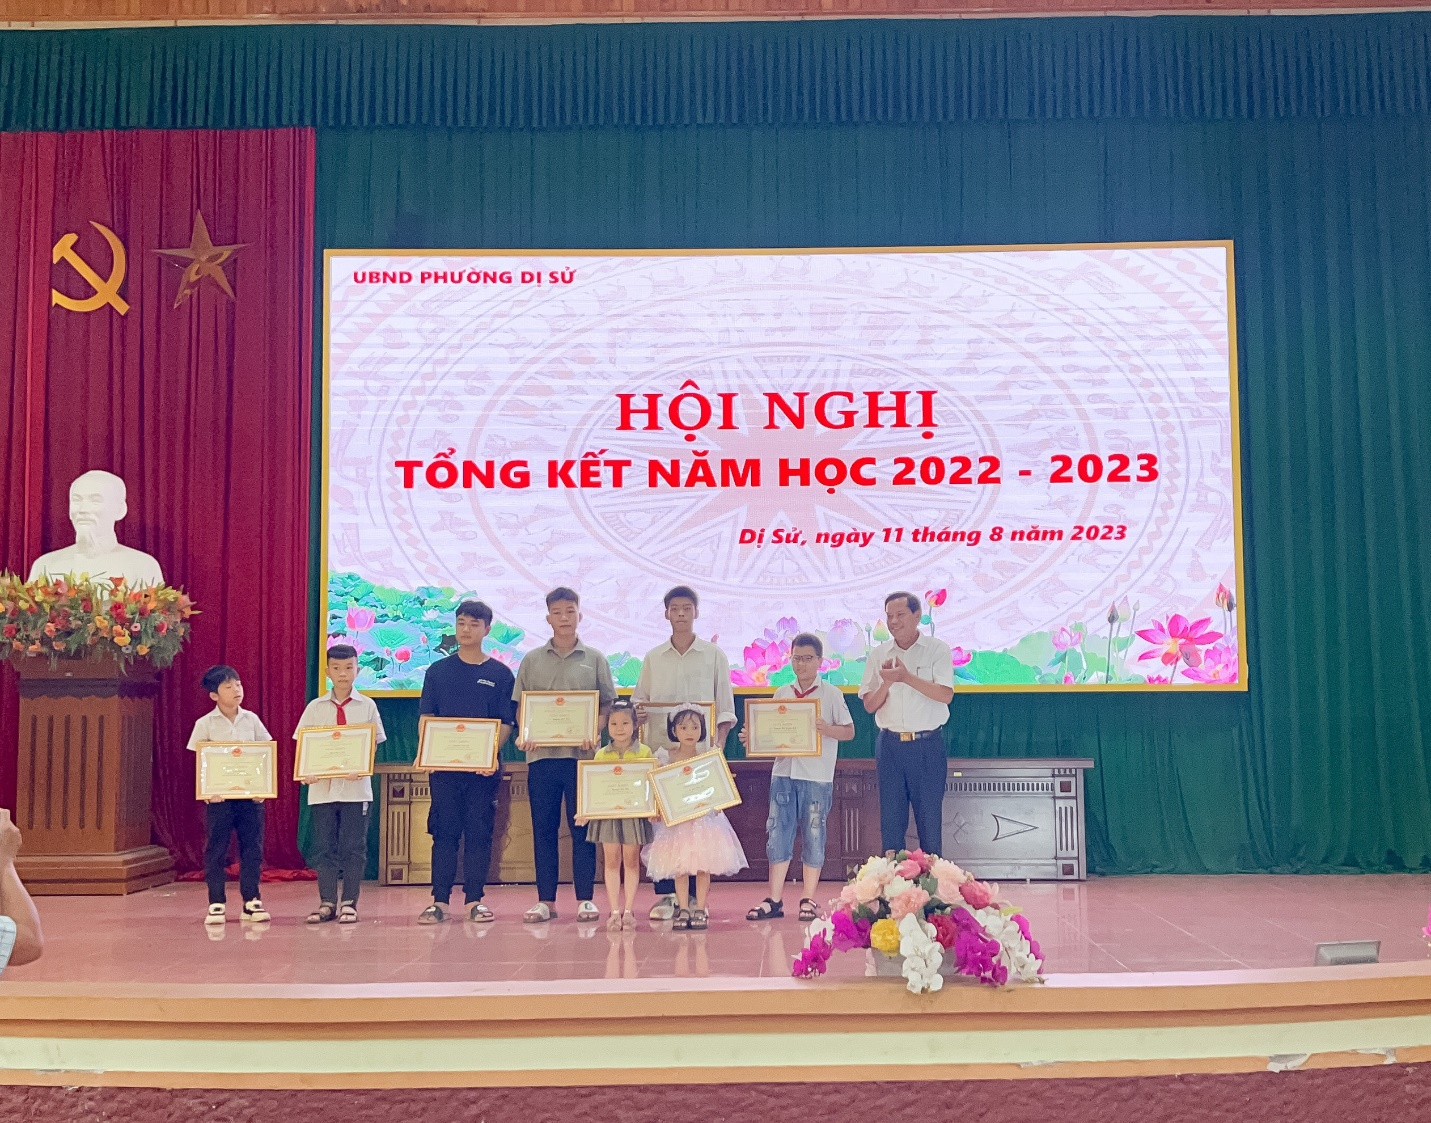 UBND PHƯỜNG DỊ SỬ
HỘI NGHỊ
TỔNG KẾT NĂM HỌC 2022 - 2023
Dị Sử, ngày 11 tháng 8 năm 2023